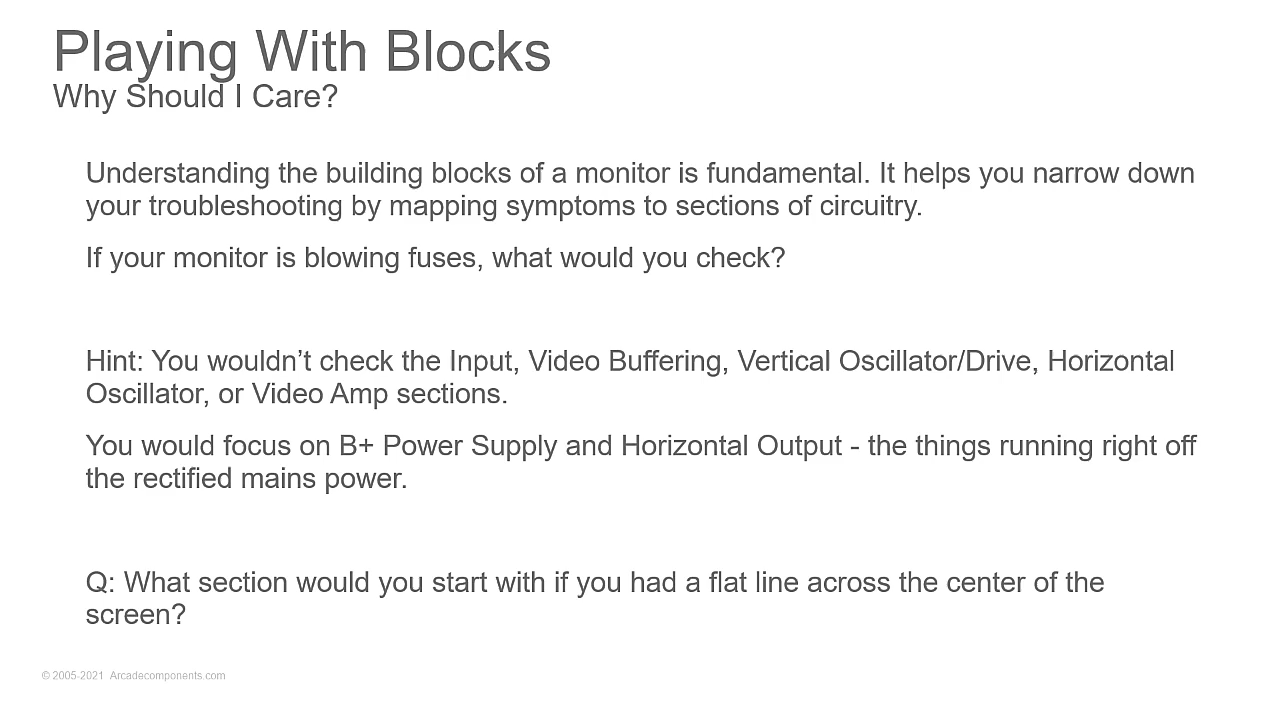 Playing With Blocks
Why Should I Care?
Understanding the building blocks of a monitor is fundamental. It helps you narrow down
your troubleshooting by mapping symptoms to sections of circuitry.
If your monitor is blowing fuses, what would you check?
Hint: You wouldn’t check the Input, Video Buffering, Vertical Oscillator/Drive, Horizontal
Oscillator, or Video Amp sections.
You would focus on B+ Power Supply and Horizontal Output - the things running right off
the rectified mains power.
Q: What section would you start with if you had a flat line across the center of the
screen?
© 2005-2021 Arcadecomponents.com